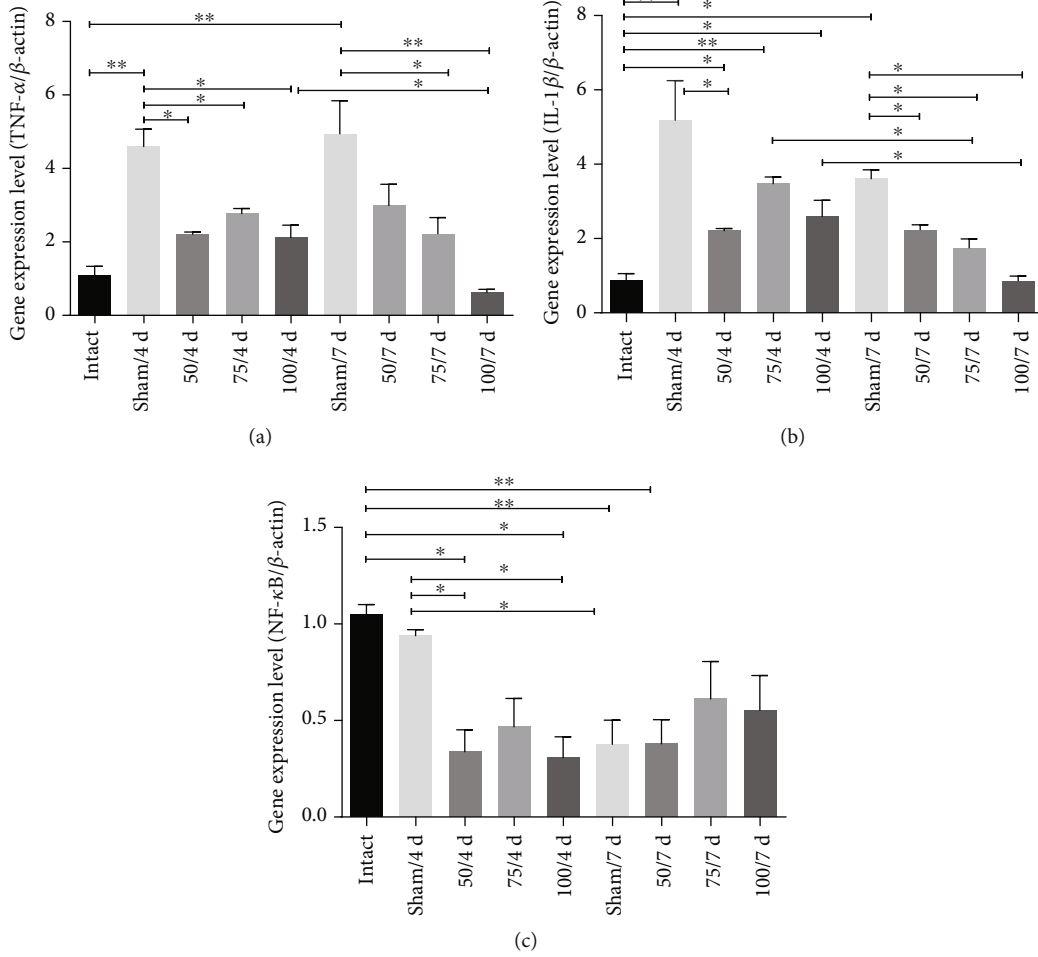 Gene expression level (TNF-α/β-actin)
8
6
4
2
0
**
**
*
*
*
**
*
*
Intact
Sham/4 d
50/4 d
75/4 d
100/4 d
Sham/7 d
50/7 d
75/7 d
100/7 d
(a)
Gene expression level (IL-1β/β-actin)
8
6
4
2
0
*
*
**
*
*
*
*
*
*
*
Intact
Sham/4 d
50/4 d
75/4 d
100/4 d
Sham/7 d
50/7 d
75/7 d
100/7 d
(b)
Gene expression level (NF-κB/β-actin)
1.5
1.0
0.5
0.0
**
**
*
*
*
*
*
Intact
Sham/4 d
50/4 d
75/4 d
100/4 d
Sham/7 d
50/7 d
75/7 d
100/7 d
(c)